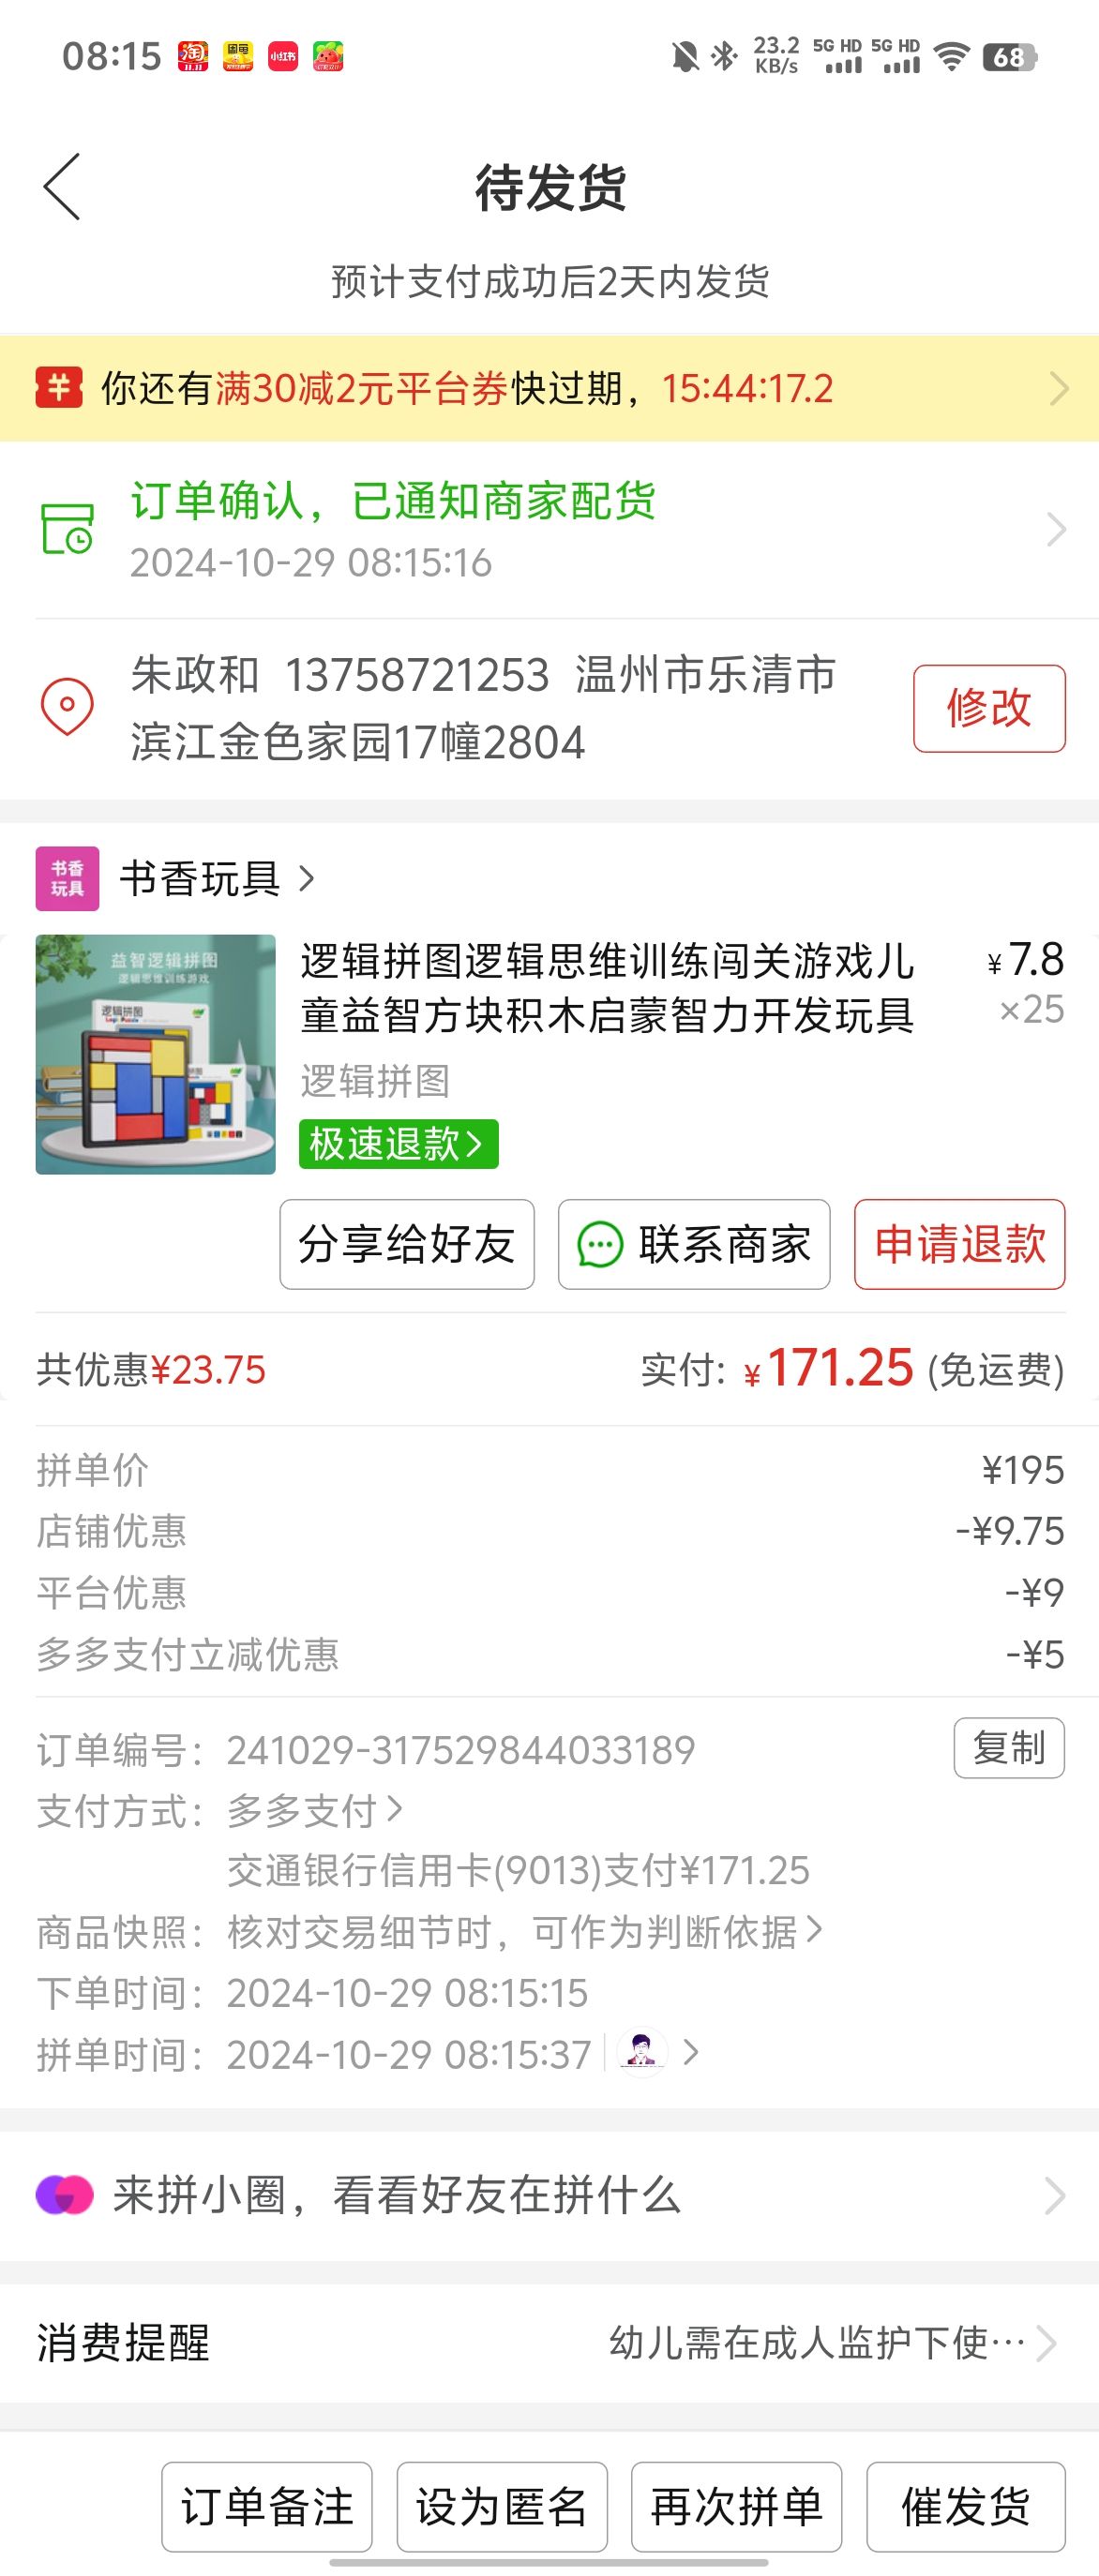 08:15
淘
11.11
闲鱼
小红书
23.2
KB/s
5G HD
5G HD
68
待发货
预计支付成功后2天内发货
你还有满30减2元平台券快过期，15:44:17.2
订单确认，已通知商家配货
2024-10-29 08:15:16
朱政和 13758721253 温州市乐清市
滨江金色家园17幢2804
修改
书香
玩具
书香玩具
益智逻辑拼图
逻辑思维训练游戏
逻辑拼图
逻辑拼图逻辑思维训练闯关游戏儿
童益智方块积木启蒙智力开发玩具
¥7.8
×25
逻辑拼图
极速退款
分享给好友
联系商家
申请退款
共优惠¥23.75
实付: ¥171.25 (免运费)
拼单价 ¥195
店铺优惠 -¥9.75
平台优惠 -¥9
多多支付立减优惠 -¥5
订单编号：241029-317529844033189
复制
支付方式：多多支付
交通银行信用卡(9013)支付¥171.25
商品快照：核对交易细节时，可作为判断依据
下单时间：2024-10-29 08:15:15
拼单时间：2024-10-29 08:15:37
来拼小圈，看看好友在拼什么
消费提醒
幼儿需在成人监护下使…
订单备注
设为匿名
再次拼单
催发货